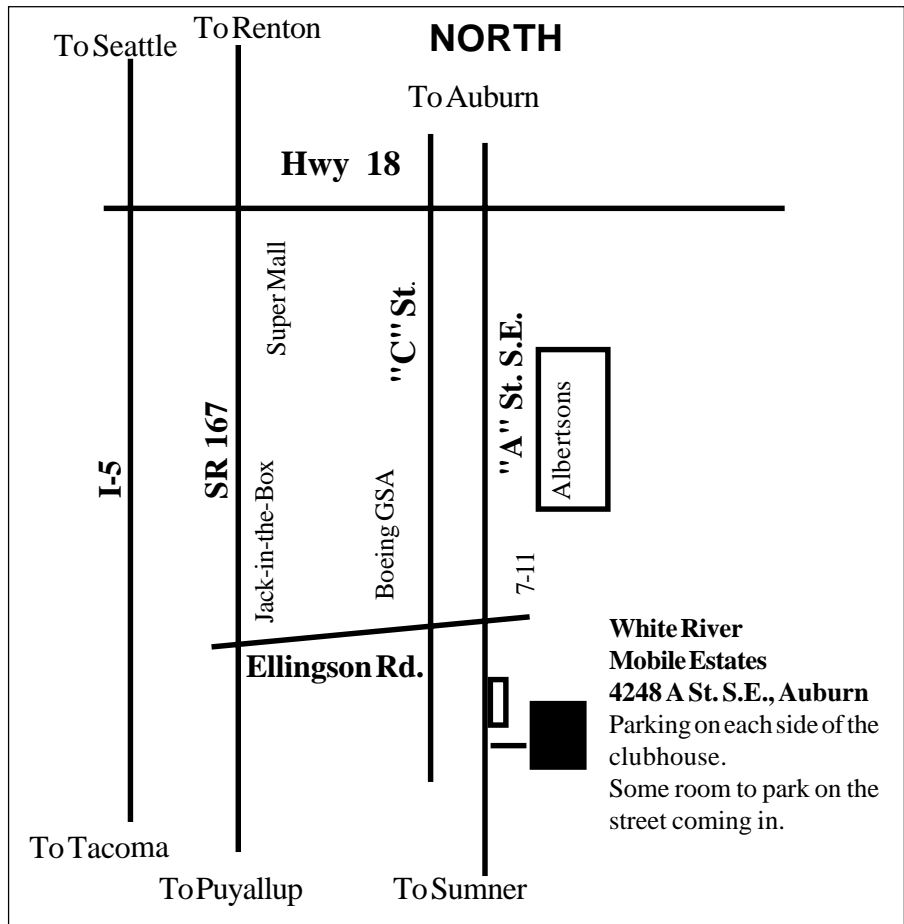 To Seattle
To Renton
NORTH
To Auburn
Hwy 18
Super Mall
"C" St.
"A" St. S.E.
Albertsons
I-5
SR 167
Jack-in-the-Box
Boeing GSA
7-11
Ellingson Rd.
White River
Mobile Estates
4248 A St. S.E., Auburn
Parking on each side of the
clubhouse.
Some room to park on the
street coming in.
To Tacoma
To Puyallup
To Sumner